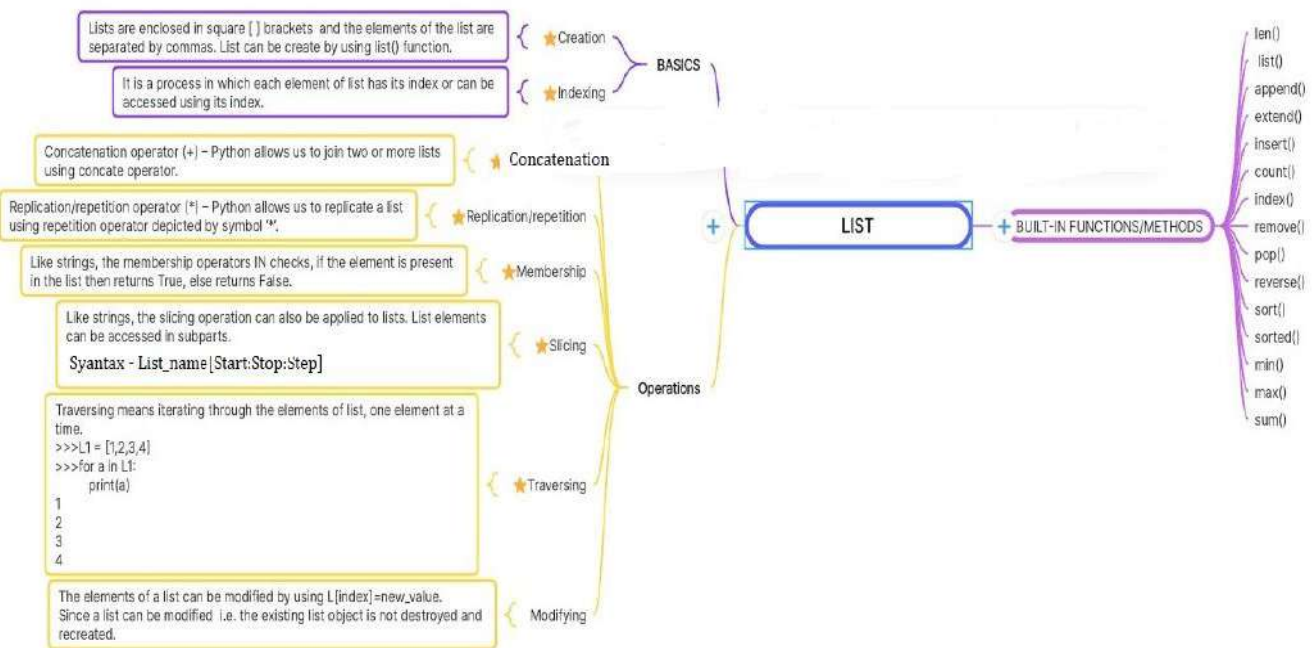 Lists are enclosed in square [ ] brackets and the elements of the list are
separated by commas. List can be create by using list() function.
Creation
It is a process in which each element of list has its index or can be
accessed using its index.
Indexing
BASICS
Concatenation operator (+) – Python allows us to join two or more lists
using concate operator.
Concatenation
Replication/repetition operator (*) – Python allows us to replicate a list
using repetition operator depicted by symbol '*'.
Replication/repetition
Like strings, the membership operators IN checks, if the element is present
in the list then returns True, else returns False.
Membership
Like strings, the slicing operation can also be applied to lists. List elements
can be accessed in subparts.
Syantax - List_name[Start:Stop:Step]
Slicing
Traversing means iterating through the elements of list, one element at a
time.
>>>L1 = [1,2,3,4]
>>>for a in L1:
print(a)
1
2
3
4
Traversing
The elements of a list can be modified by using L[index]=new_value.
Since a list can be modified i.e. the existing list object is not destroyed and
recreated.
Modifying
Operations
LIST
BUILT-IN FUNCTIONS/METHODS
len()
list()
append()
extend()
insert()
count()
index()
remove()
pop()
reverse()
sort()
sorted()
min()
max()
sum()